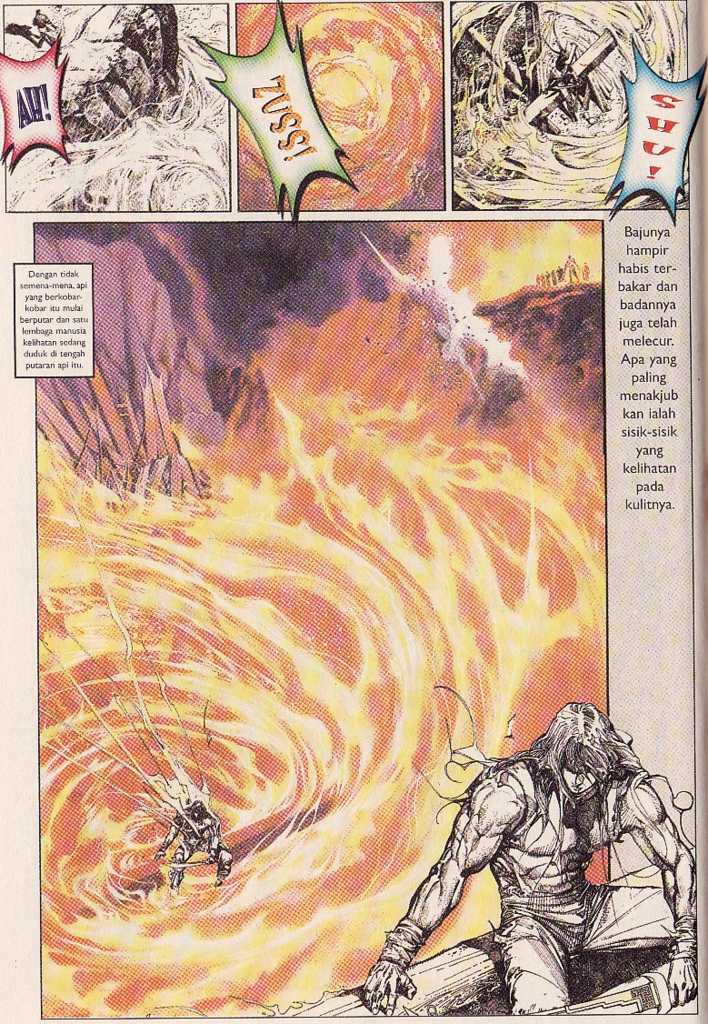 AH!
ZUSS!
SHU!
Dengan tidak
semena-mena, api
yang berkobar-
kobar itu mulai
berputar dan satu
lembaga manusia
kelihatan sedang
duduk di tengah
putaran api itu.
Bajunya
hampir
habis ter-
bakar dan
badannya
juga telah
melecur.
Apa yang
paling
menakjub
kan ialah
sisik-sisik
yang
kelihatan
pada
kulitnya.